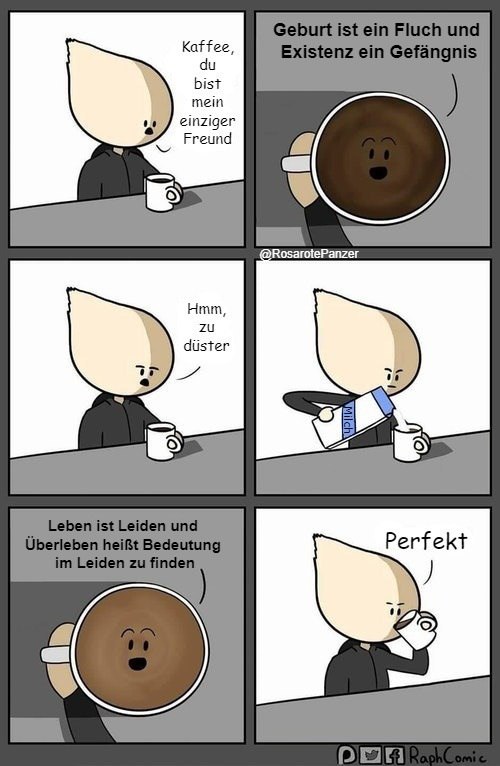 Kaffee,
du
bist
mein
einziger
Freund
Geburt ist ein Fluch und
Existenz ein Gefängnis
@RosarotePanzer
Hmm,
zu
düster
Milch
Leben ist Leiden und
Überleben heißt Bedeutung
im Leiden zu finden
Perfekt
RaphComic